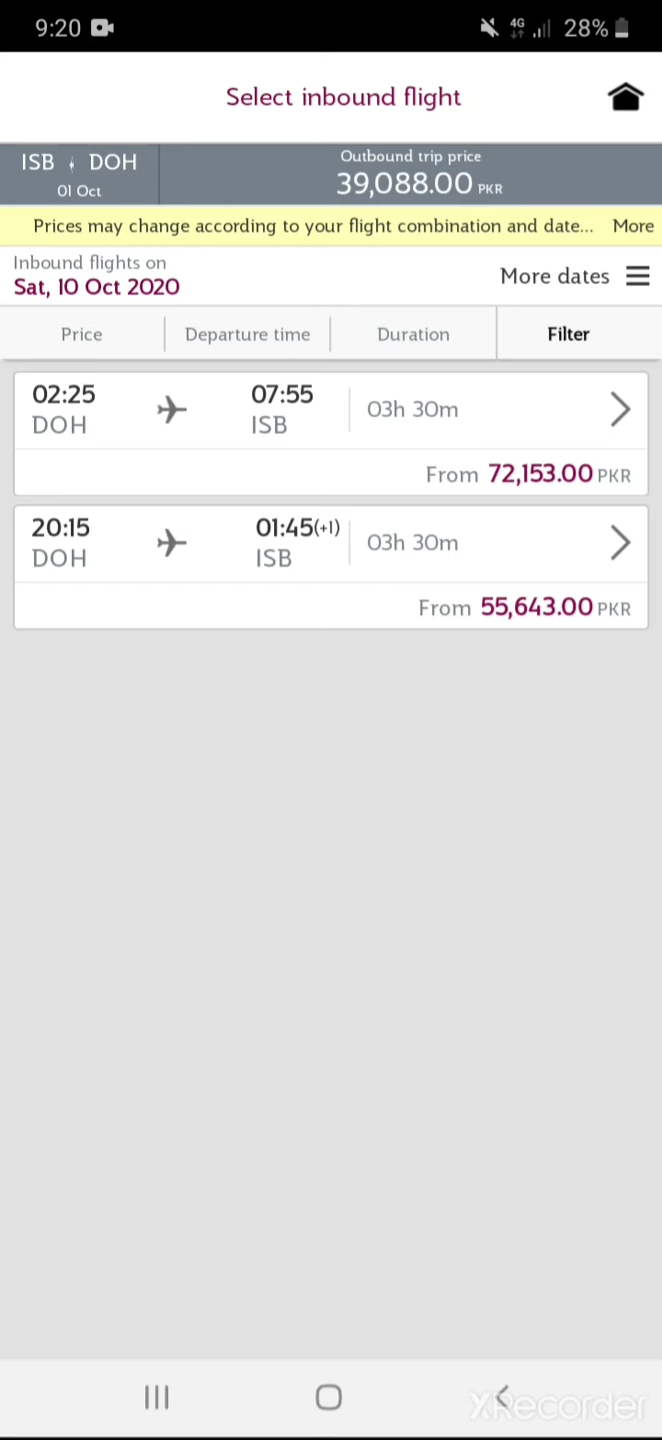 9:20 4G 28%
Select inbound flight
ISB DOH
01 Oct
Outbound trip price
39,088.00 PKR
Prices may change according to your flight combination and date... More
Inbound flights on
Sat, 10 Oct 2020
More dates
Price Departure time Duration Filter
02:25 07:55 03h 30m
DOH ISB
From 72,153.00 PKR
20:15 01:45(+1) 03h 30m
DOH ISB
From 55,643.00 PKR
XRecorder